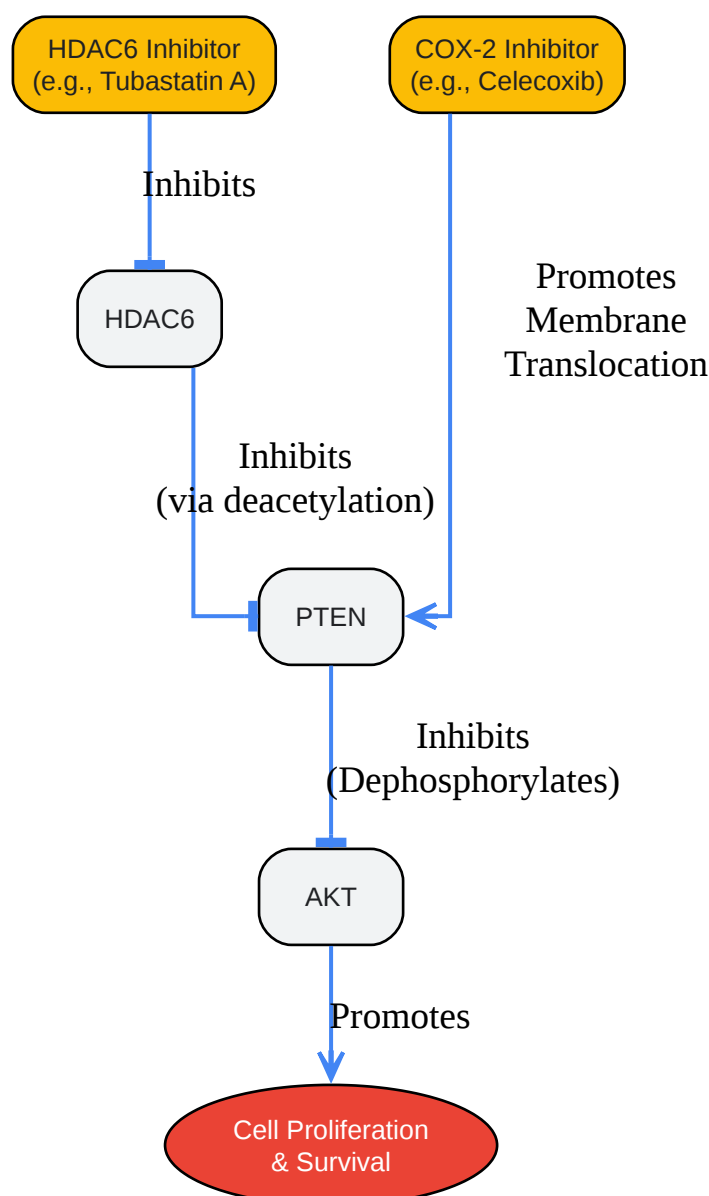 HDAC6 Inhibitor
(e.g., Tubastatin A)
COX-2 Inhibitor
(e.g., Celecoxib)
Inhibits
Promotes
Membrane
Translocation
HDAC6
Inhibits
(via deacetylation)
PTEN
Inhibits
(Dephosphorylates)
AKT
Promotes
Cell Proliferation
& Survival